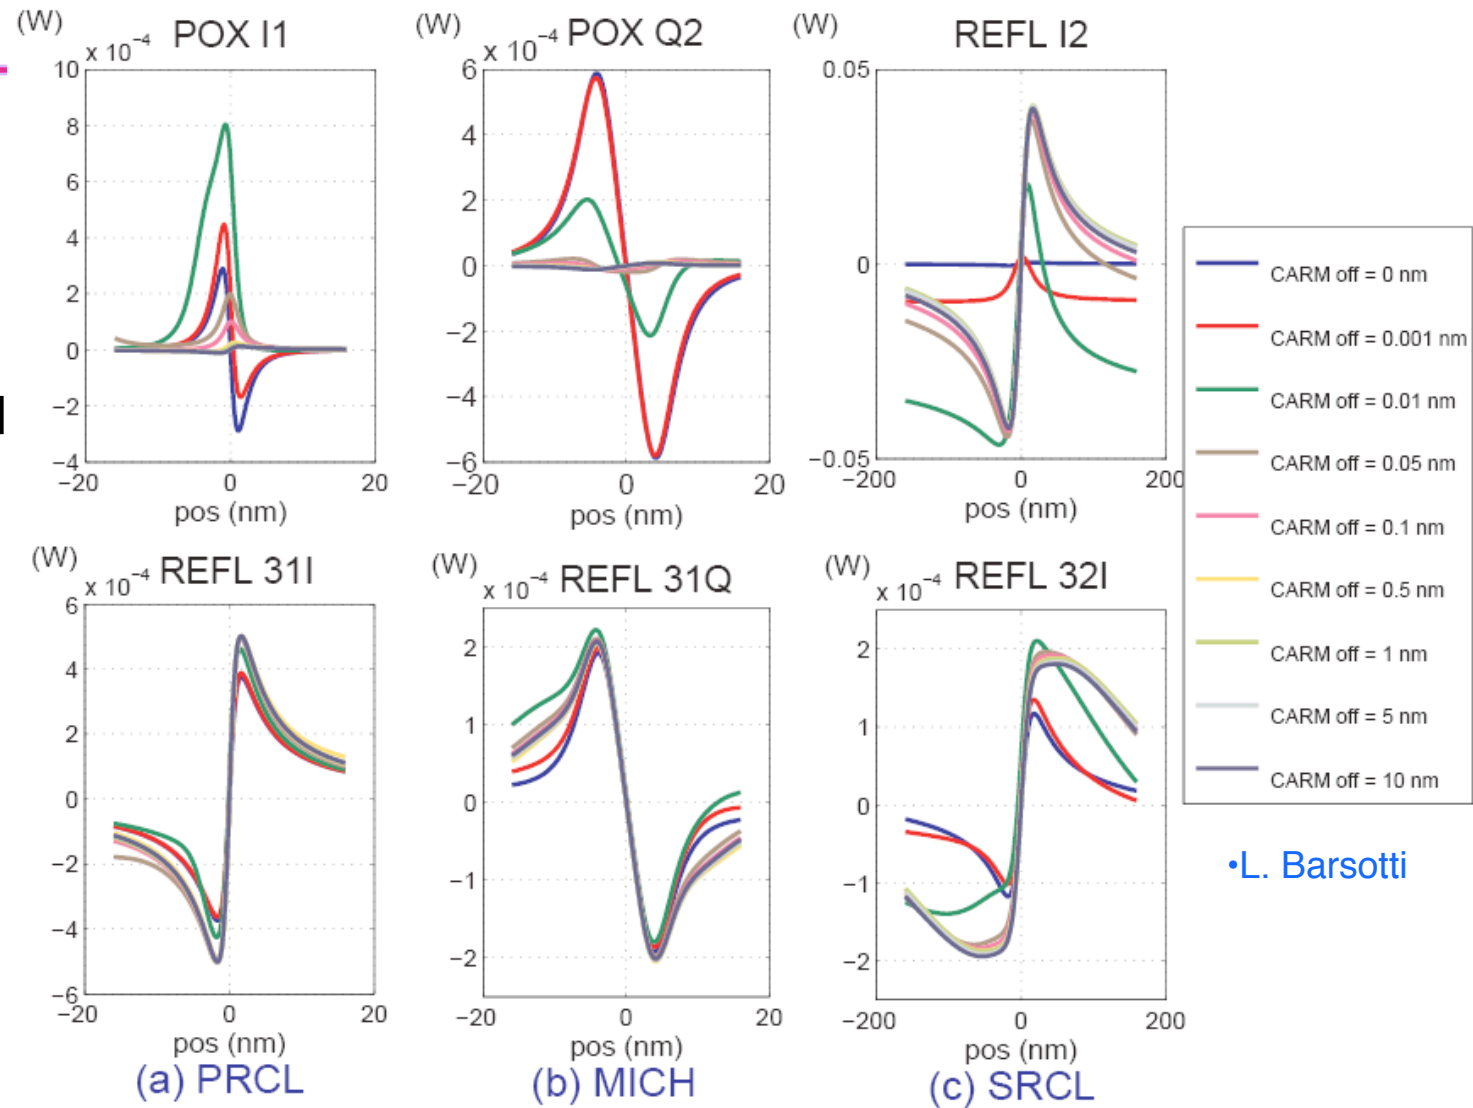 (W)
x 10⁻⁴ POX I1
10
8
6
4
2
0
−2
−4
−20 0 20
pos (nm)
(W)
x 10⁻⁴ POX Q2
6
4
2
0
−2
−4
−6
−20 0 20
pos (nm)
(W)
REFL I2
0.05
0
−0.05
−200 0 200
pos (nm)
CARM off = 0 nm
CARM off = 0.001 nm
CARM off = 0.01 nm
CARM off = 0.05 nm
CARM off = 0.1 nm
CARM off = 0.5 nm
CARM off = 1 nm
CARM off = 5 nm
CARM off = 10 nm
(W)
x 10⁻⁴ REFL 31I
6
4
2
0
−2
−4
−6
−20 0 20
pos (nm)
(a) PRCL
(W)
x 10⁻⁴ REFL 31Q
2
1
0
−1
−2
−20 0 20
pos (nm)
(b) MICH
(W)
x 10⁻⁴ REFL 32I
2
1
0
−1
−2
−200 0 200
pos (nm)
(c) SRCL
•L. Barsotti